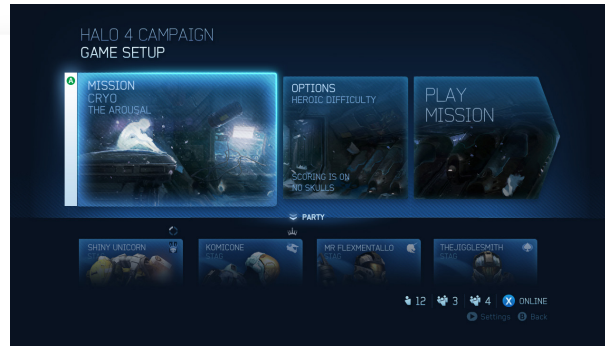 HALO 4 CAMPAIGN
GAME SETUP
A
MISSION
CRYO
THE AROUSAL
OPTIONS
HEROIC DIFFICULTY
SCORING IS ON
NO SKULLS
PLAY
MISSION
PARTY
SHINY UNICORN
KOMICONE
STAG
MR FLEXMENTALLO
STAG
THEJIGGLESMITH
STAG
12 3 4 X ONLINE
Settings B Back